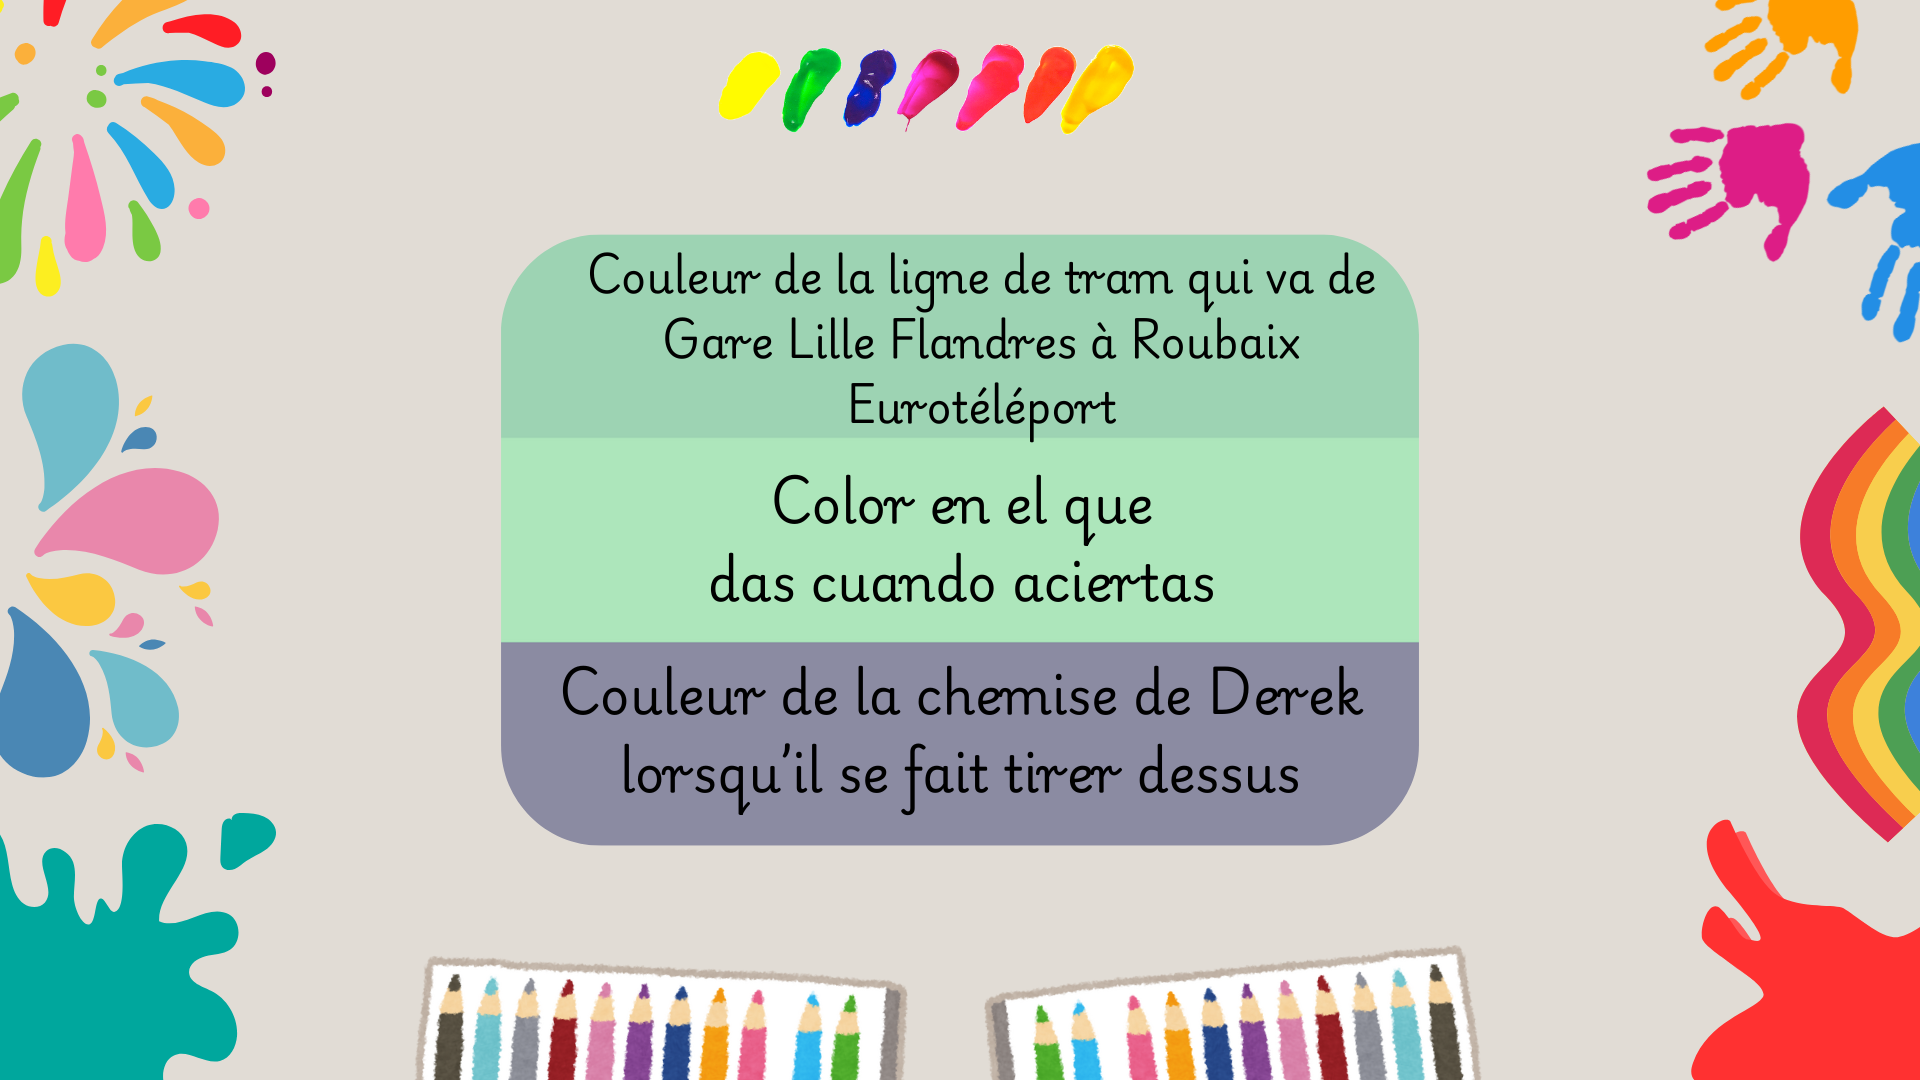 Couleur de la ligne de tram qui va de
Gare Lille Flandres à Roubaix
Eurotéléport
Color en el que
das cuando aciertas
Couleur de la chemise de Derek
lorsqu'il se fait tirer dessus